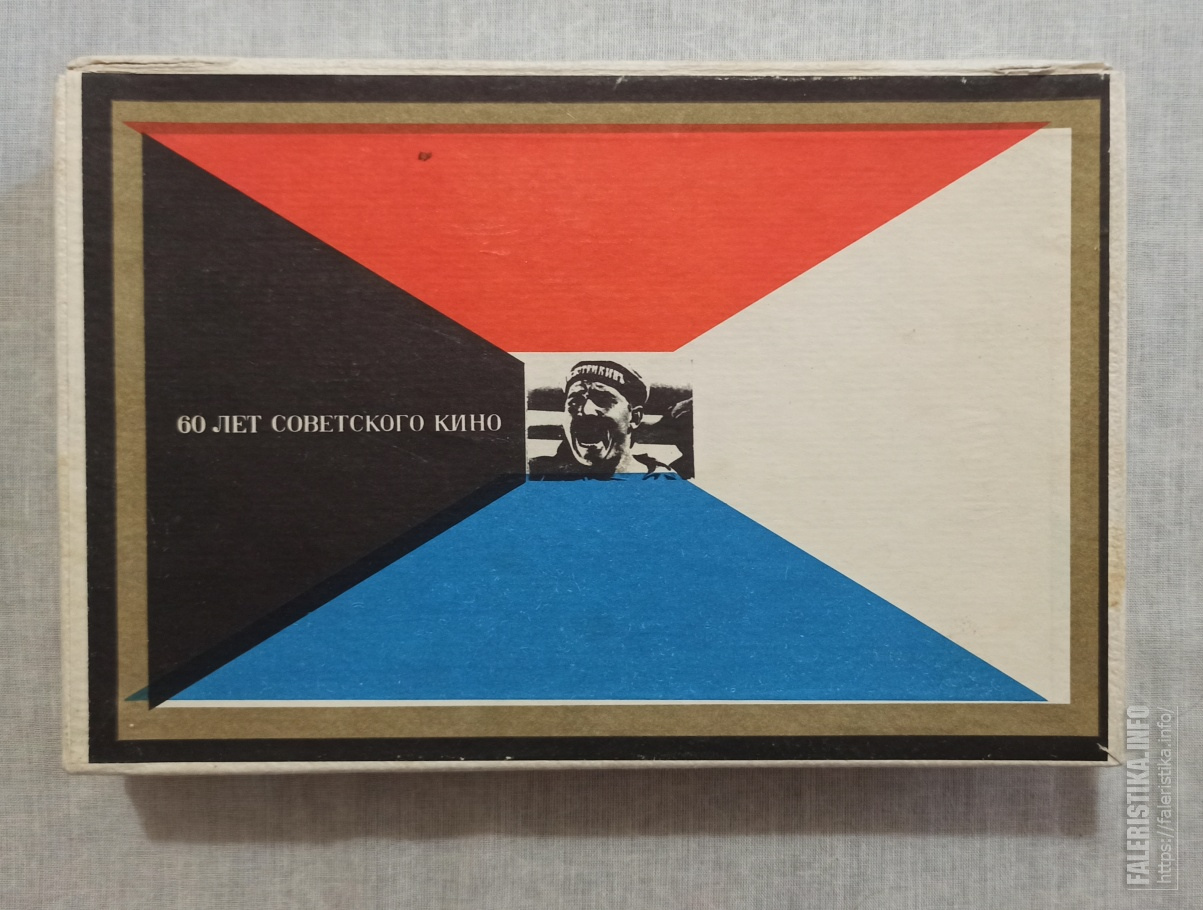 60 ЛЕТ СОВЕТСКОГО КИНО
FALERISTIKA.INFO
https://faleristika.info/